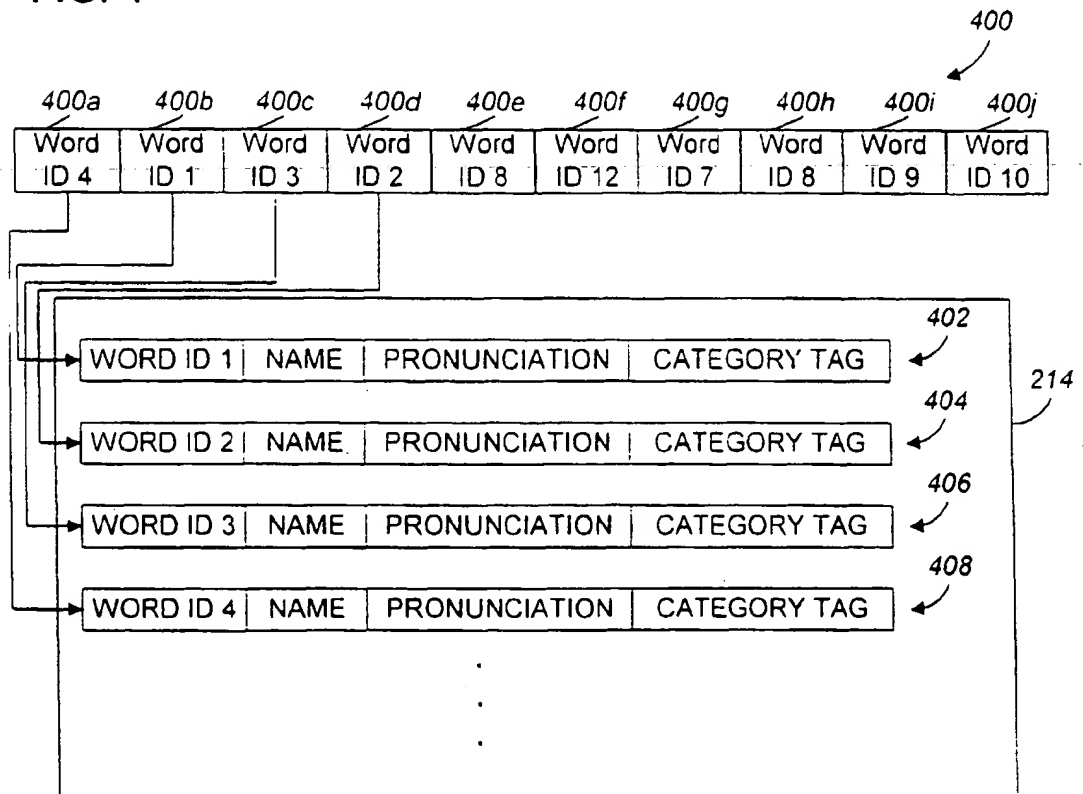 400
400a 400b 400c 400d 400e 400f 400g 400h 400i 400j
Word ID 4 Word ID 1 Word ID 3 Word ID 2 Word ID 8 Word ID 12 Word ID 7 Word ID 8 Word ID 9 Word ID 10
402
WORD ID 1 NAME PRONUNCIATION CATEGORY TAG
214
404
WORD ID 2 NAME PRONUNCIATION CATEGORY TAG
406
WORD ID 3 NAME PRONUNCIATION CATEGORY TAG
408
WORD ID 4 NAME PRONUNCIATION CATEGORY TAG